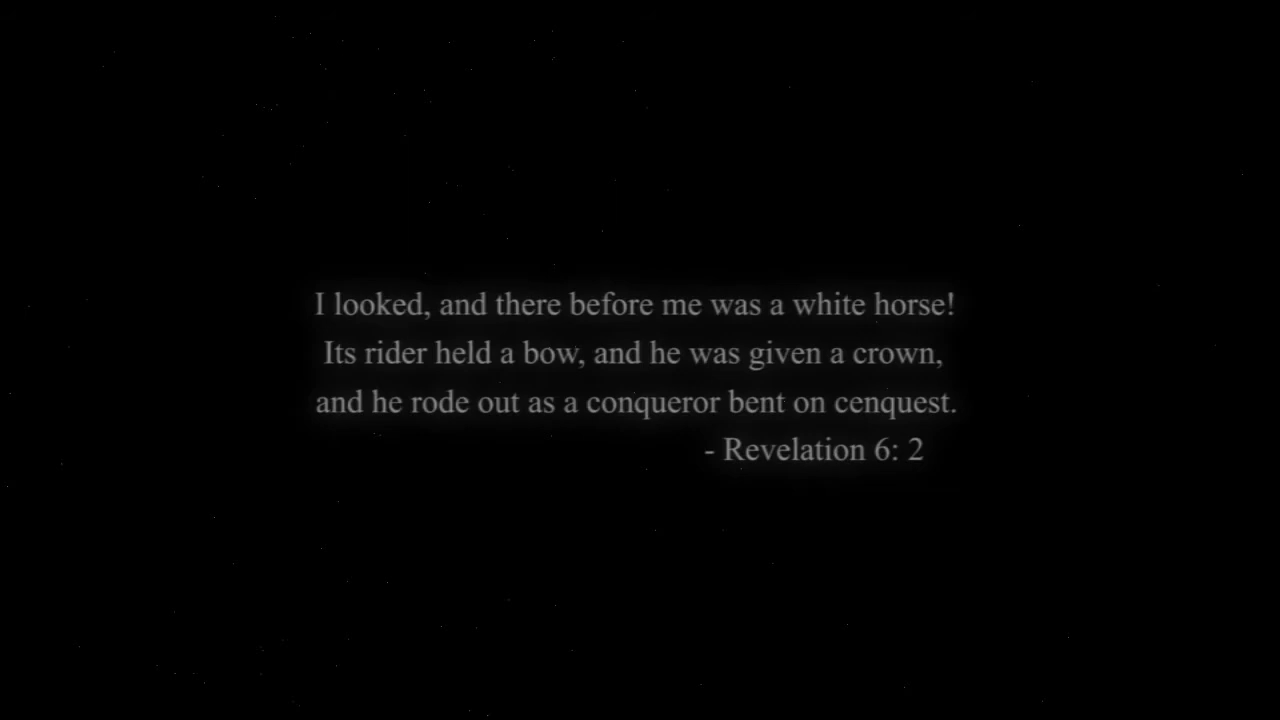 I looked, and there before me was a white horse!
Its rider held a bow, and he was given a crown,
and he rode out as a conqueror bent on cenquest.
- Revelation 6: 2